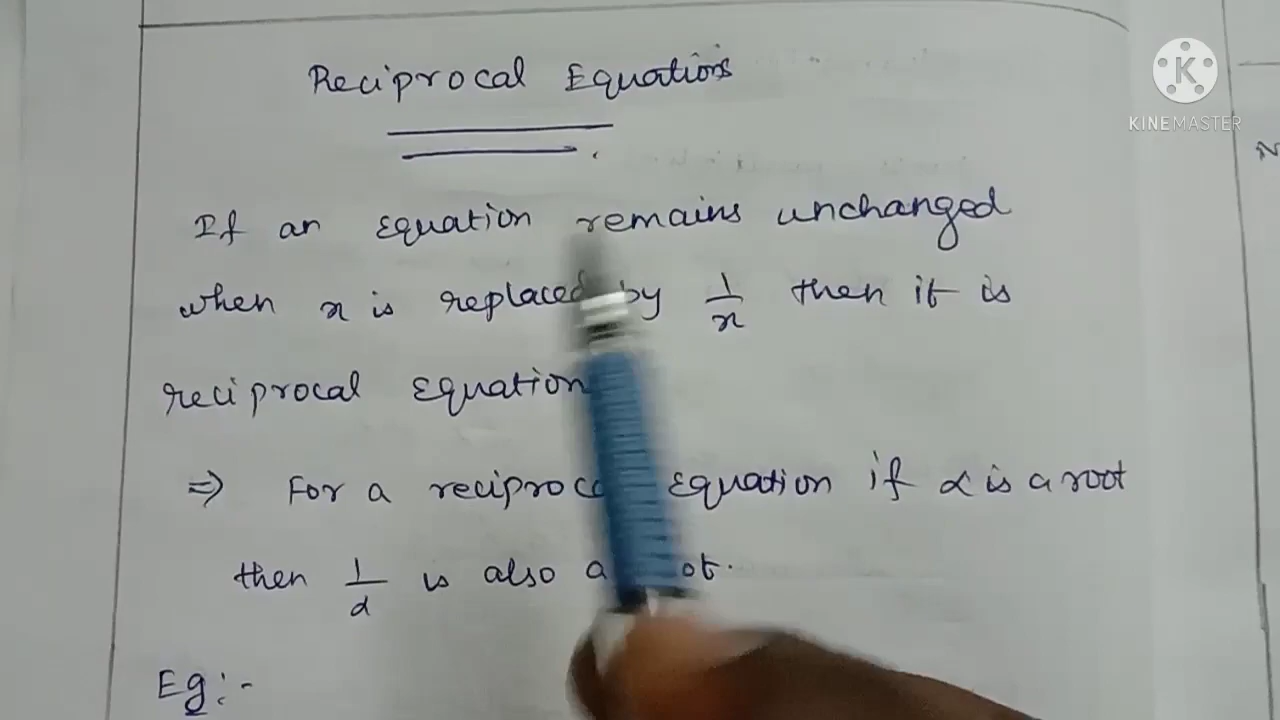 Reciprocal Equations
KINEMASTER
If an Equation remains unchanged
when x is replaced by 1/x then it is
reciprocal Equation
⇒ For a reciprocal Equation if α is a root
then 1/α is also a
Eg:-